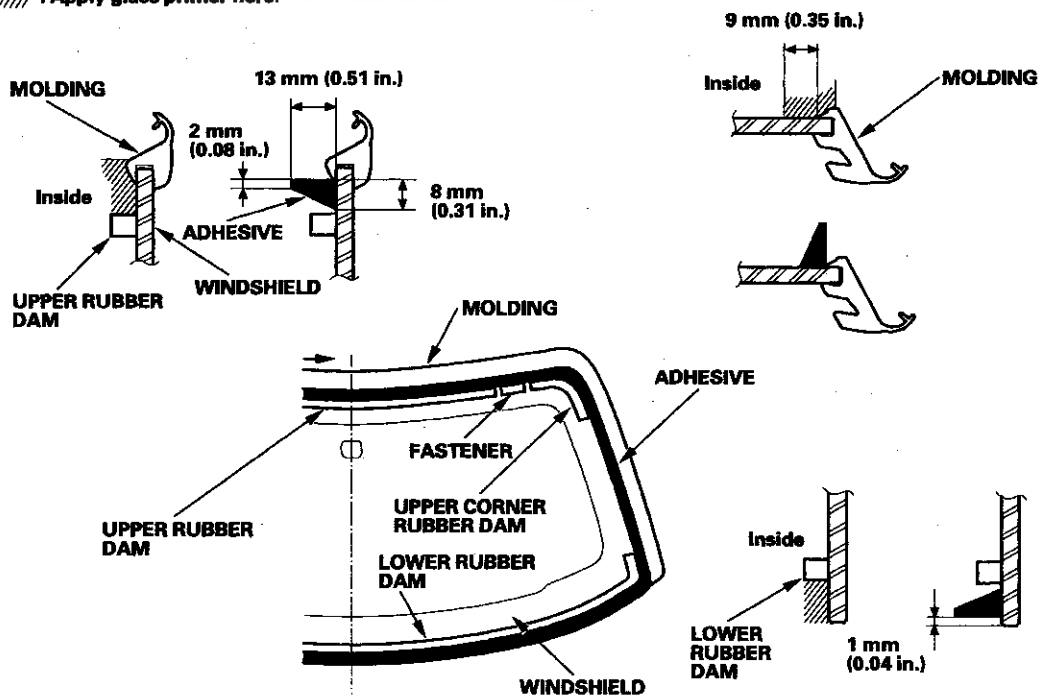 : Apply glass primer here.
9 mm (0.35 in.)
13 mm (0.51 in.)
MOLDING
Inside
MOLDING
2 mm
(0.08 in.)
Inside
8 mm
(0.31 in.)
ADHESIVE
WINDSHIELD
UPPER RUBBER
DAM
MOLDING
ADHESIVE
FASTENER
UPPER CORNER
RUBBER DAM
UPPER RUBBER
DAM
LOWER RUBBER
DAM
Inside
LOWER
RUBBER
DAM
1 mm
(0.04 in.)
WINDSHIELD